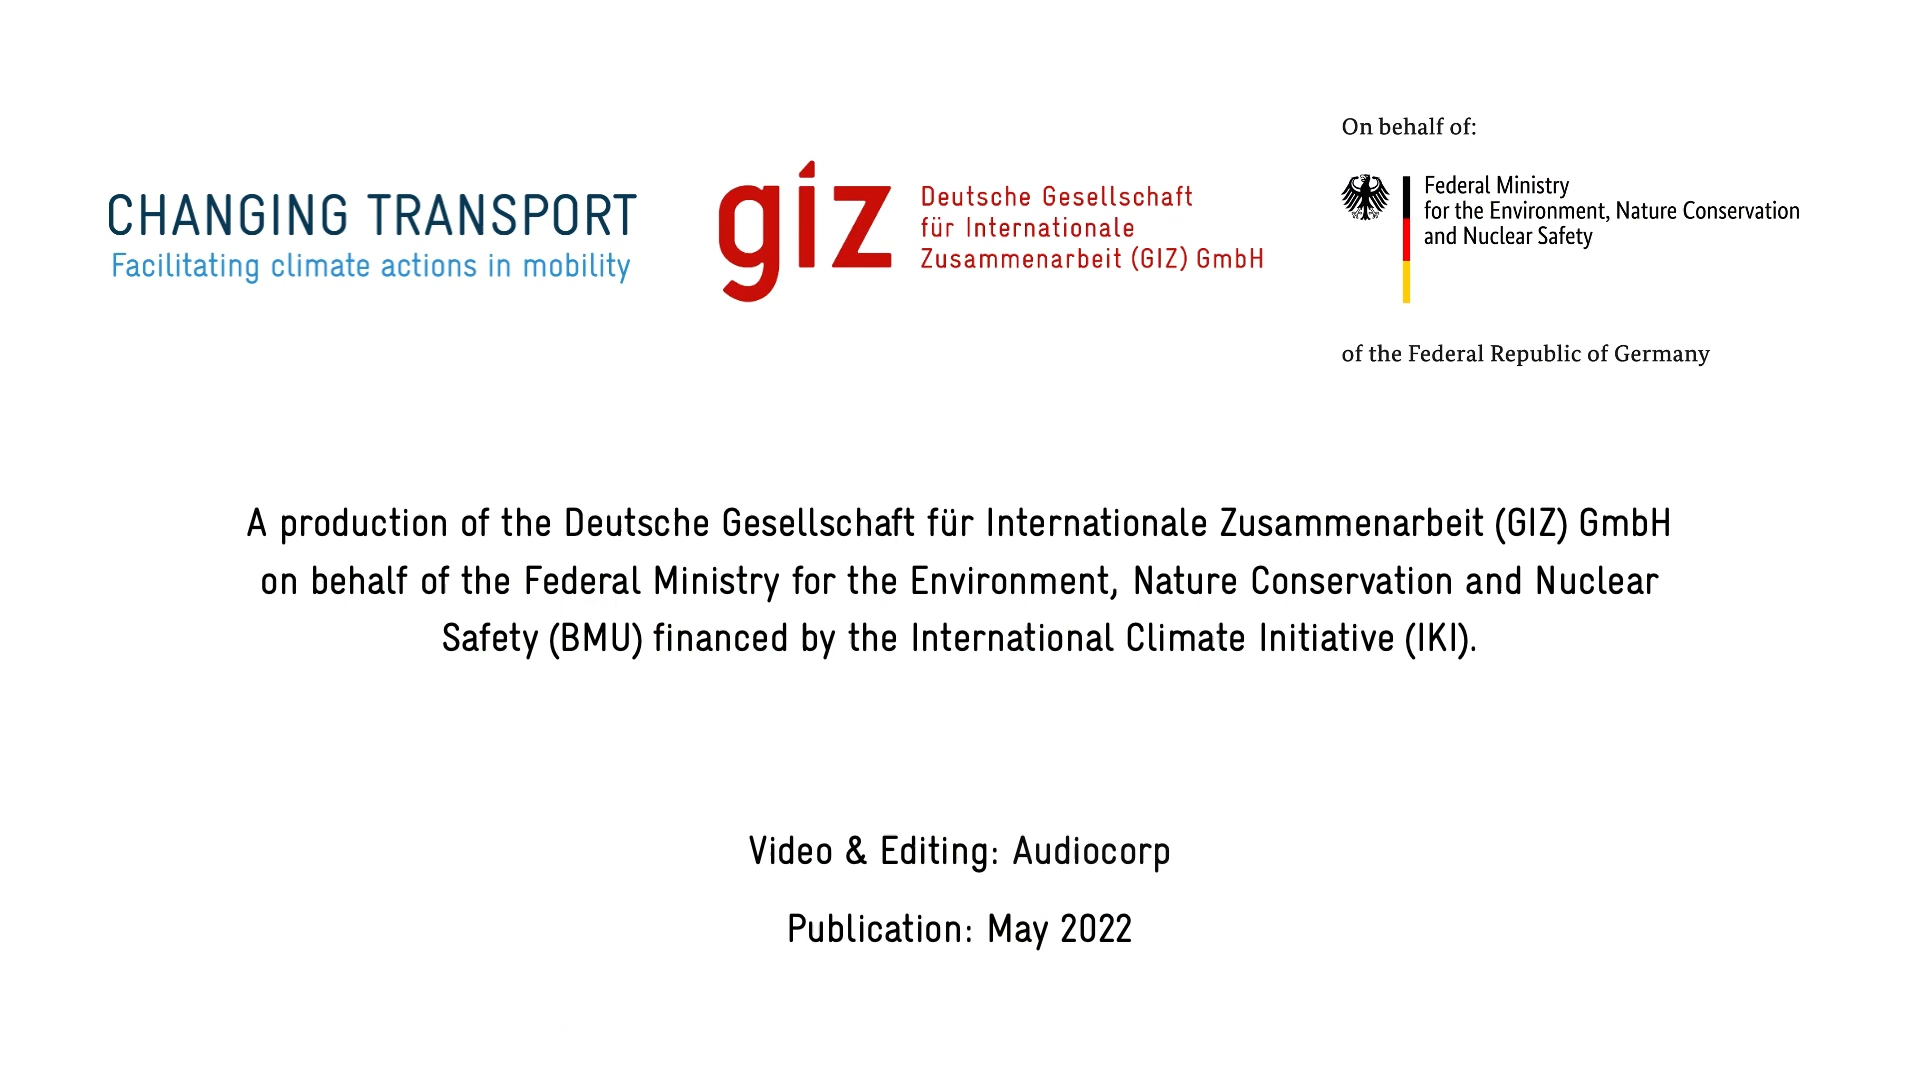 CHANGING TRANSPORT
Facilitating climate actions in mobility
giz
Deutsche Gesellschaft
für Internationale
Zusammenarbeit (GIZ) GmbH
On behalf of:
Federal Ministry
for the Environment, Nature Conservation
and Nuclear Safety
of the Federal Republic of Germany
A production of the Deutsche Gesellschaft für Internationale Zusammenarbeit (GIZ) GmbH
on behalf of the Federal Ministry for the Environment, Nature Conservation and Nuclear
Safety (BMU) financed by the International Climate Initiative (IKI).
Video & Editing: Audiocorp
Publication: May 2022